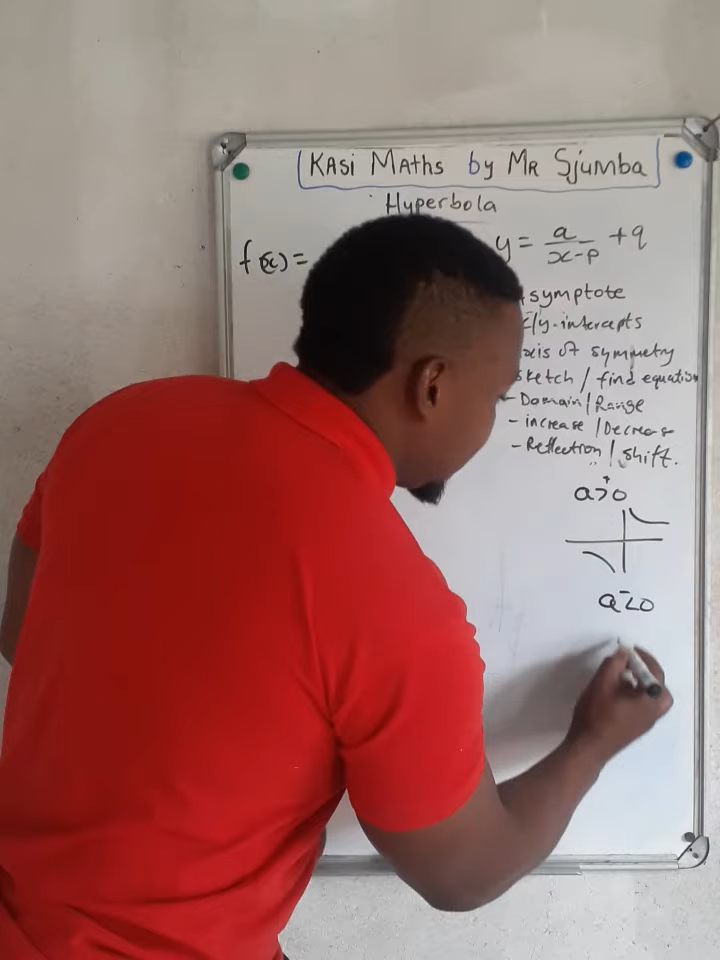 KASI MATHS by MR SJUMBA
Hyperbola
f(x) = y = a/(x-p) + q
symptote
x/y-intercepts
xis of symmetry
sketch / find equation
- Domain / Range
- increase / Decrease
- Reflection / shift.
+
a>0
-
a<0